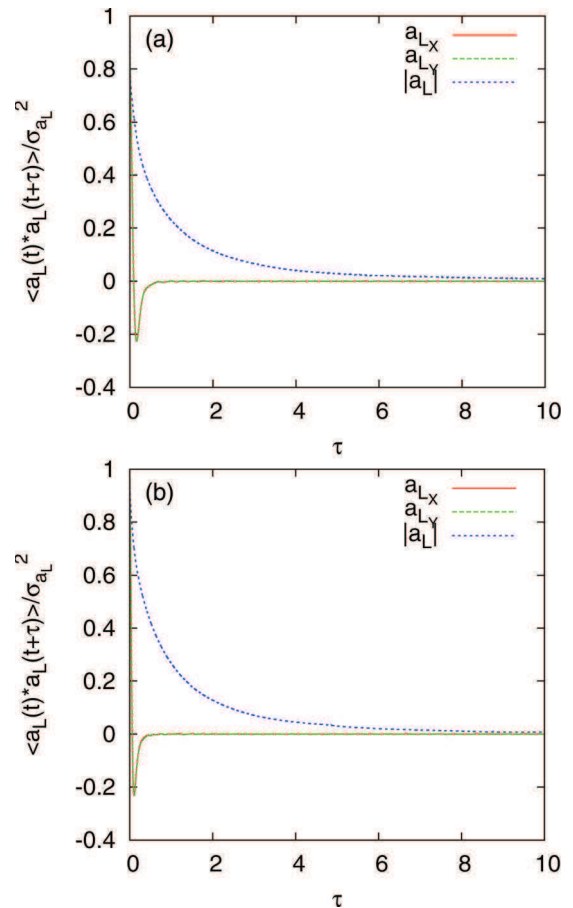 (a)
a_{L_X}
a_{L_Y}
|a_L|
<a_L(t)*a_L(t+τ)>/σ_{a_L}^2
1
0.8
0.6
0.4
0.2
0
-0.2
-0.4
0 2 4 6 8 10
τ
(b)
a_{L_X}
a_{L_Y}
|a_L|
<a_L(t)*a_L(t+τ)>/σ_{a_L}^2
1
0.8
0.6
0.4
0.2
0
-0.2
-0.4
0 2 4 6 8 10
τ